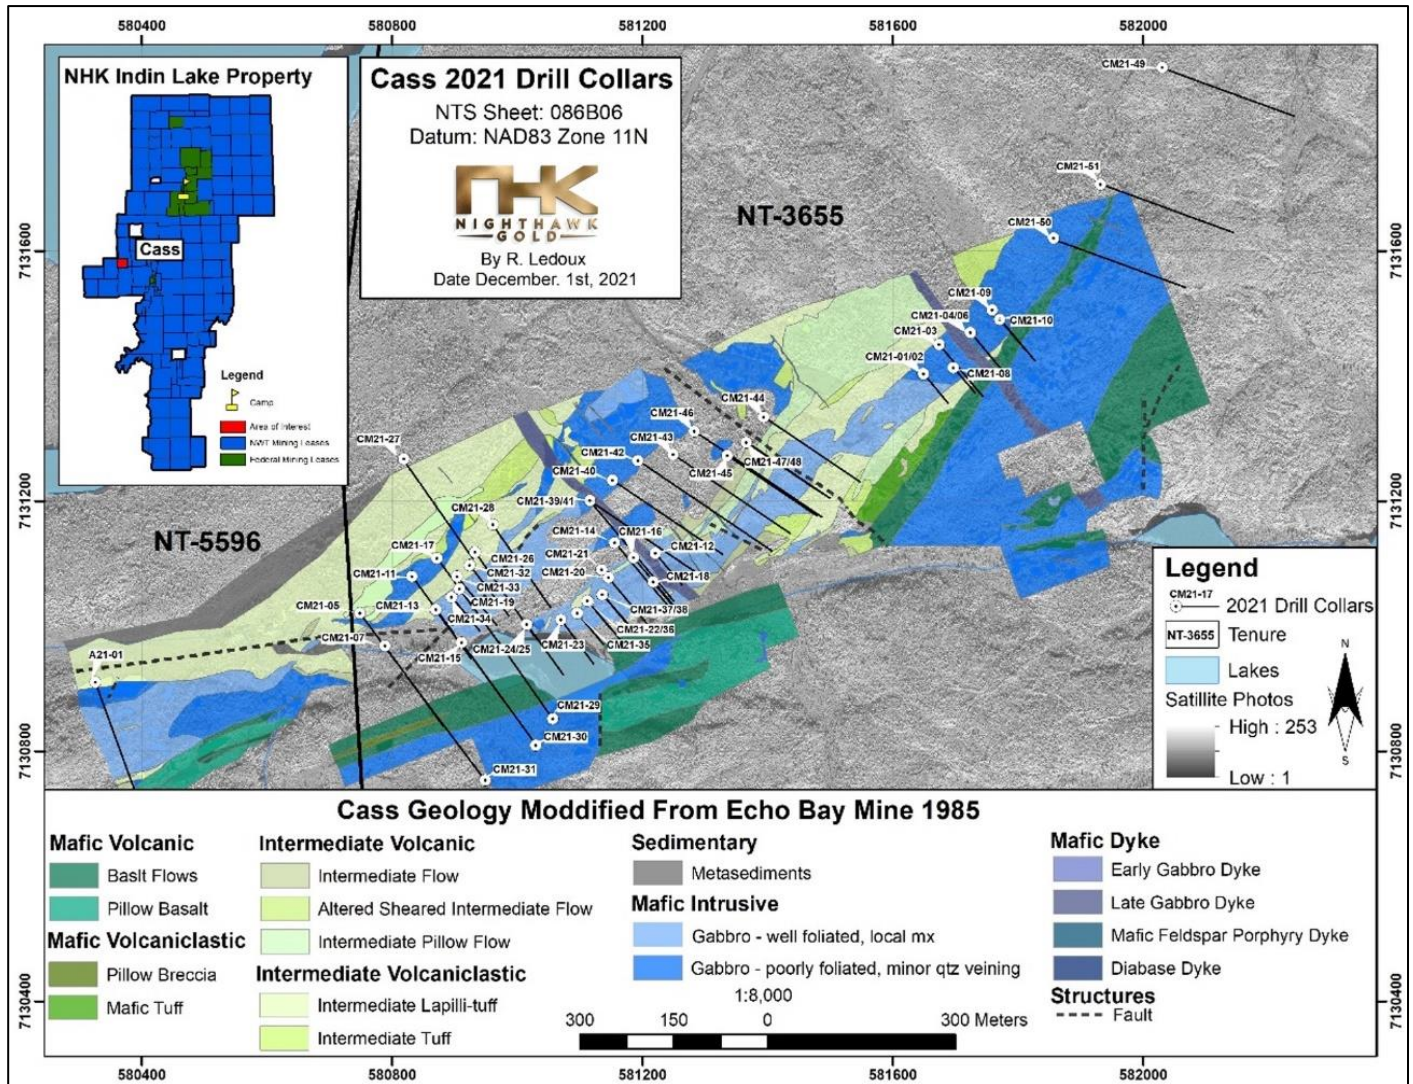 580400
580800
581200
581600
582000
NHK Indin Lake Property
Cass
Legend
Camp
Area of Interest
NWT Mining Leases
Federal Mining Leases
Cass 2021 Drill Collars
NTS Sheet: 086B06
Datum: NAD83 Zone 11N
NHK
NIGHTHAWK
GOLD
By R. Ledoux
Date December. 1st, 2021
NT-3655
NT-5596
7131600
7131200
7130800
7130400
7131600
7131200
7130800
7130400
CM21-49
CM21-51
CM21-50
CM21-09
CM21-04/06
CM21-10
CM21-03
CM21-01/02
CM21-08
CM21-44
CM21-46
CM21-43
CM21-42
CM21-45
CM21-47/48
CM21-40
CM21-39/41
CM21-27
CM21-28
CM21-16
CM21-14
CM21-12
CM21-17
CM21-21
CM21-26
CM21-20
CM21-32
CM21-18
CM21-11
CM21-33
CM21-05
CM21-13
CM21-19
CM21-37/38
CM21-34
CM21-22/36
CM21-07
CM21-15
CM21-24/25
CM21-23
CM21-35
A21-01
CM21-29
CM21-30
CM21-31
Legend
CM21-17
2021 Drill Collars
NT-3655
Tenure
Lakes
Satillite Photos
High : 253
Low : 1
N
S
Cass Geology Moddified From Echo Bay Mine 1985
Mafic Volcanic
Baslt Flows
Pillow Basalt
Mafic Volcaniclastic
Pillow Breccia
Mafic Tuff
Intermediate Volcanic
Intermediate Flow
Altered Sheared Intermediate Flow
Intermediate Pillow Flow
Intermediate Volcaniclastic
Intermediate Lapilli-tuff
Intermediate Tuff
Sedimentary
Metasediments
Mafic Intrusive
Gabbro - well foliated, local mx
Gabbro - poorly foliated, minor qtz veining
Mafic Dyke
Early Gabbro Dyke
Late Gabbro Dyke
Mafic Feldspar Porphyry Dyke
Diabase Dyke
Structures
Fault
1:8,000
300 150 0 300 Meters
580400
580800
581200
581600
582000